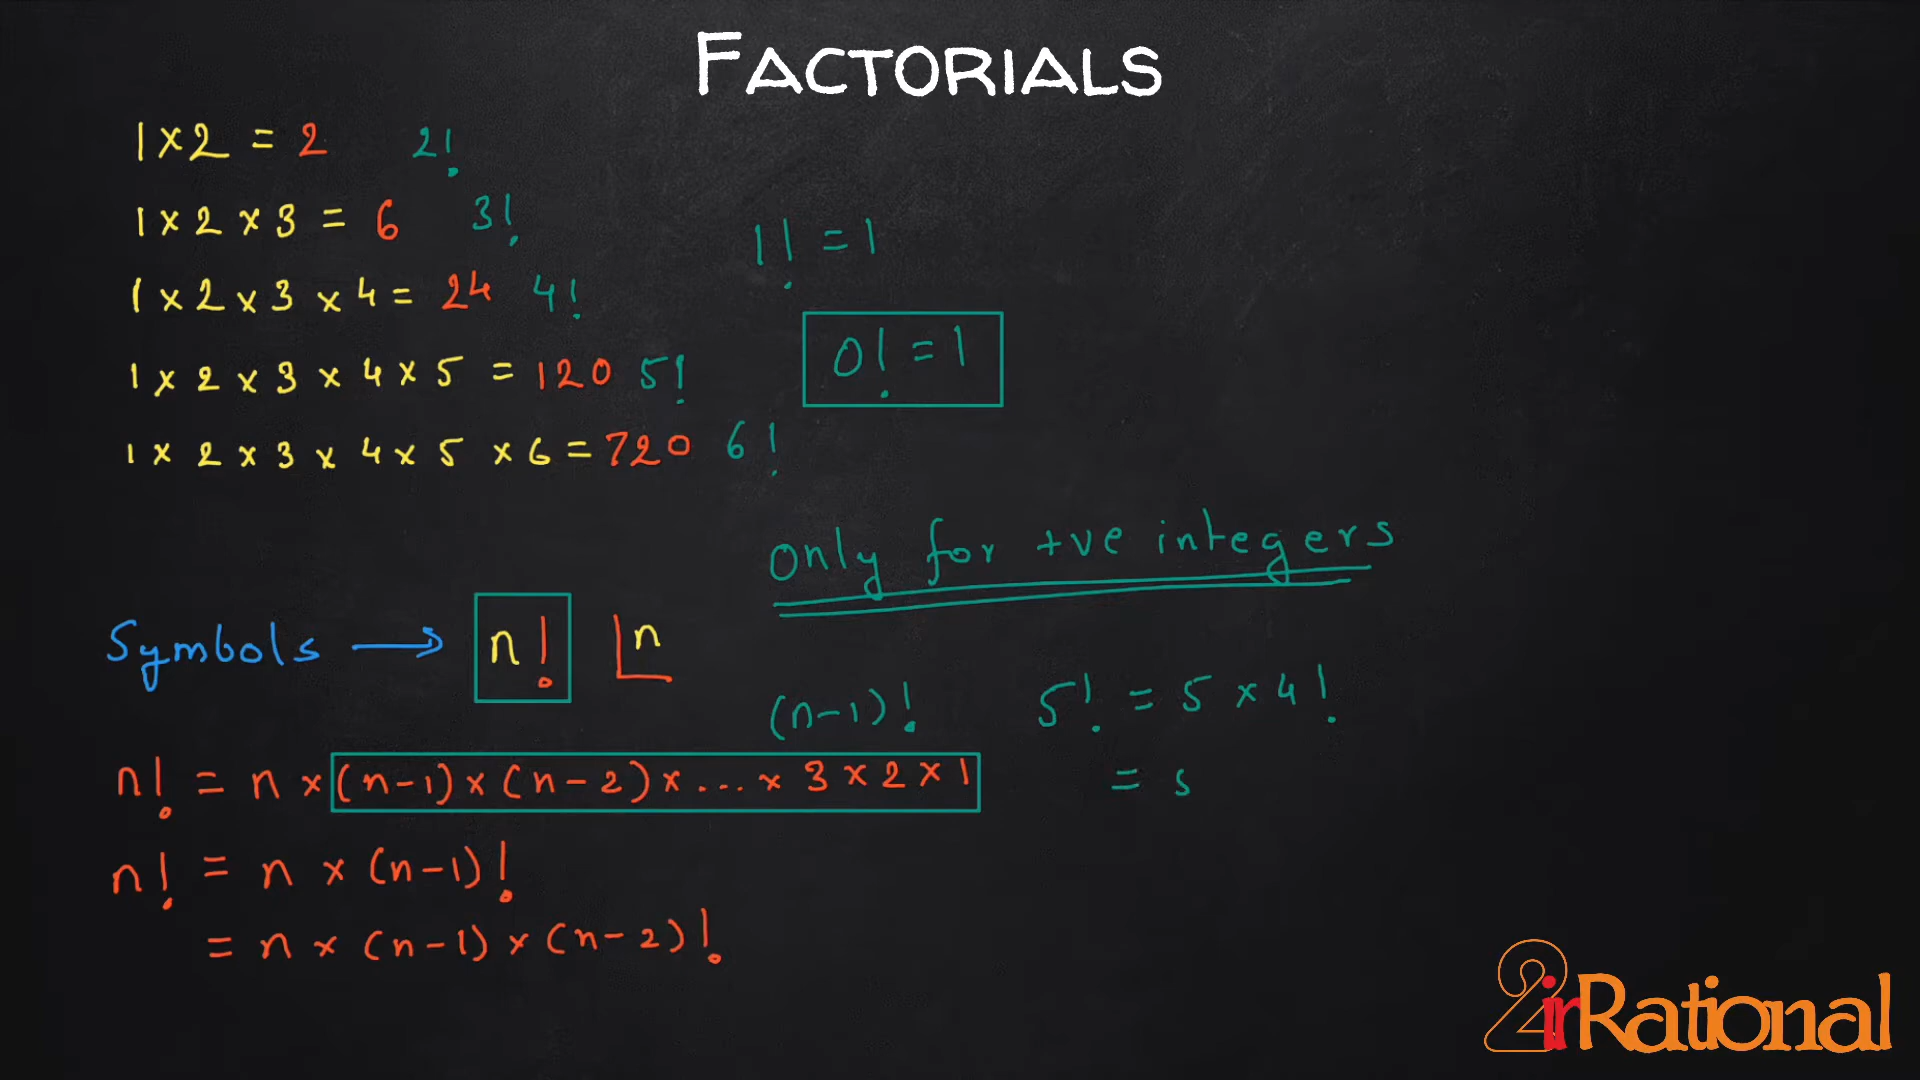 FACTORIALS
1 × 2 = 2 2!
1 × 2 × 3 = 6 3!
1 × 2 × 3 × 4 = 24 4!
1 × 2 × 3 × 4 × 5 = 120 5!
1 × 2 × 3 × 4 × 5 × 6 = 720 6!
1! = 1
0! = 1
only for +ve integers
Symbols → n! |n
(n-1)!
n! = n × (n-1) × (n-2) × ... × 3 × 2 × 1
n! = n × (n-1)!
= n × (n-1) × (n-2)!
5! = 5 × 4!
= 5
2irRational